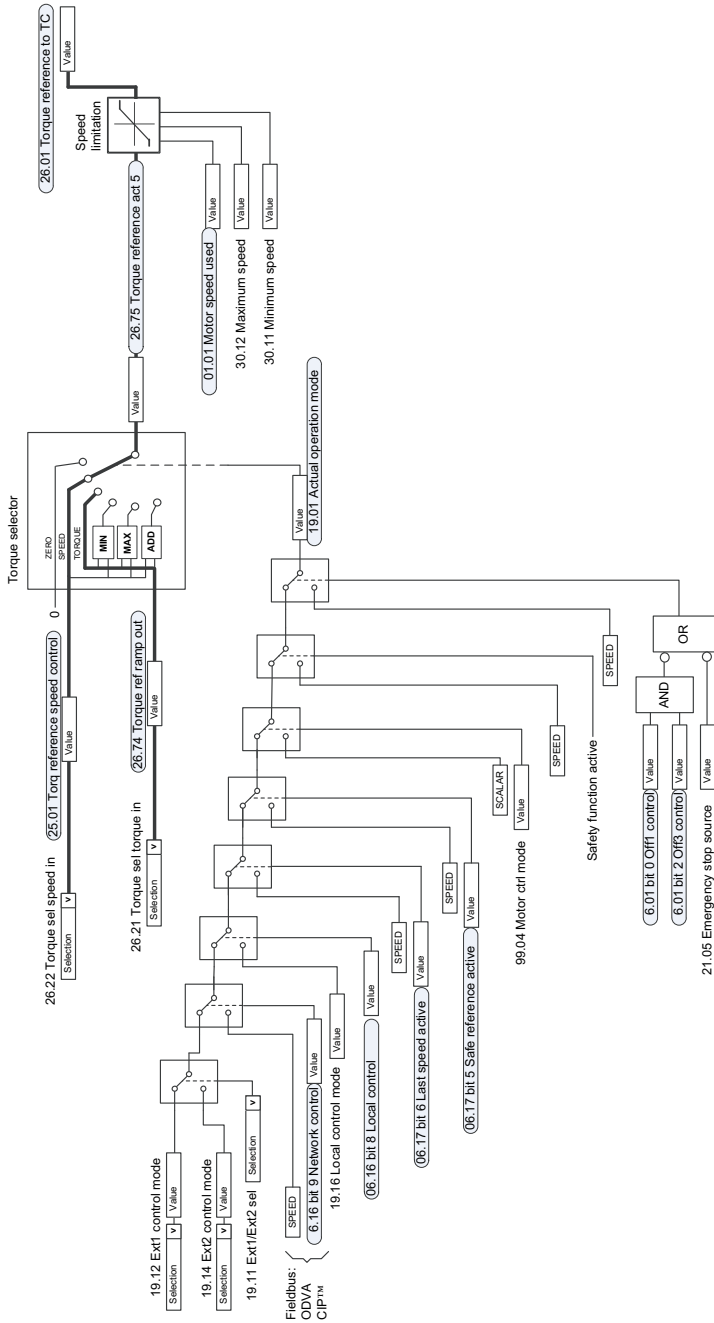 Torque selector
26.22 Torque sel speed in
Selection
v
25.01 Torq reference speed control
Value
0
ZERO
SPEED
TORQUE
MIN
MAX
ADD
26.21 Torque sel torque in
Selection
v
26.74 Torque ref ramp out
Value
Value
26.75 Torque reference act 5
Speed
limitation
26.01 Torque reference to TC
Value
01.01 Motor speed used
Value
30.12 Maximum speed
Value
30.11 Minimum speed
Value
19.12 Ext1 control mode
Selection
v
Value
19.14 Ext2 control mode
Selection
v
Value
19.11 Ext1/Ext2 sel
Selection
v
Fieldbus:
ODVA
CIP™
SPEED
6.16 bit 9 Network control
Value
19.16 Local control mode
Value
06.16 bit 8 Local control
Value
SPEED
06.17 bit 6 Last speed active
Value
SPEED
06.17 bit 5 Safe reference active
Value
SCALAR
99.04 Motor ctrl mode
Value
SPEED
Safety function active
SPEED
Value
19.01 Actual operation mode
6.01 bit 0 Off1 control
Value
6.01 bit 2 Off3 control
Value
AND
OR
21.05 Emergency stop source
Value